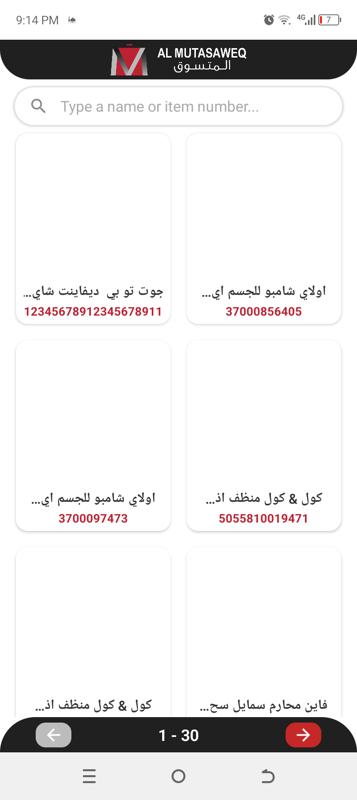 9:14 PM
4G
7
AL MUTASAWEQ
المتسوق
Type a name or item number...
جوت تو بي ديفاينت شاي...
12345678912345678911
اولاي شامبو للجسم اي...
37000856405
اولاي شامبو للجسم اي...
3700097473
كول & كول منظف اذ...
5055810019471
كول & كول منظف اذ...
فاين محارم سمايل سح...
1 - 30